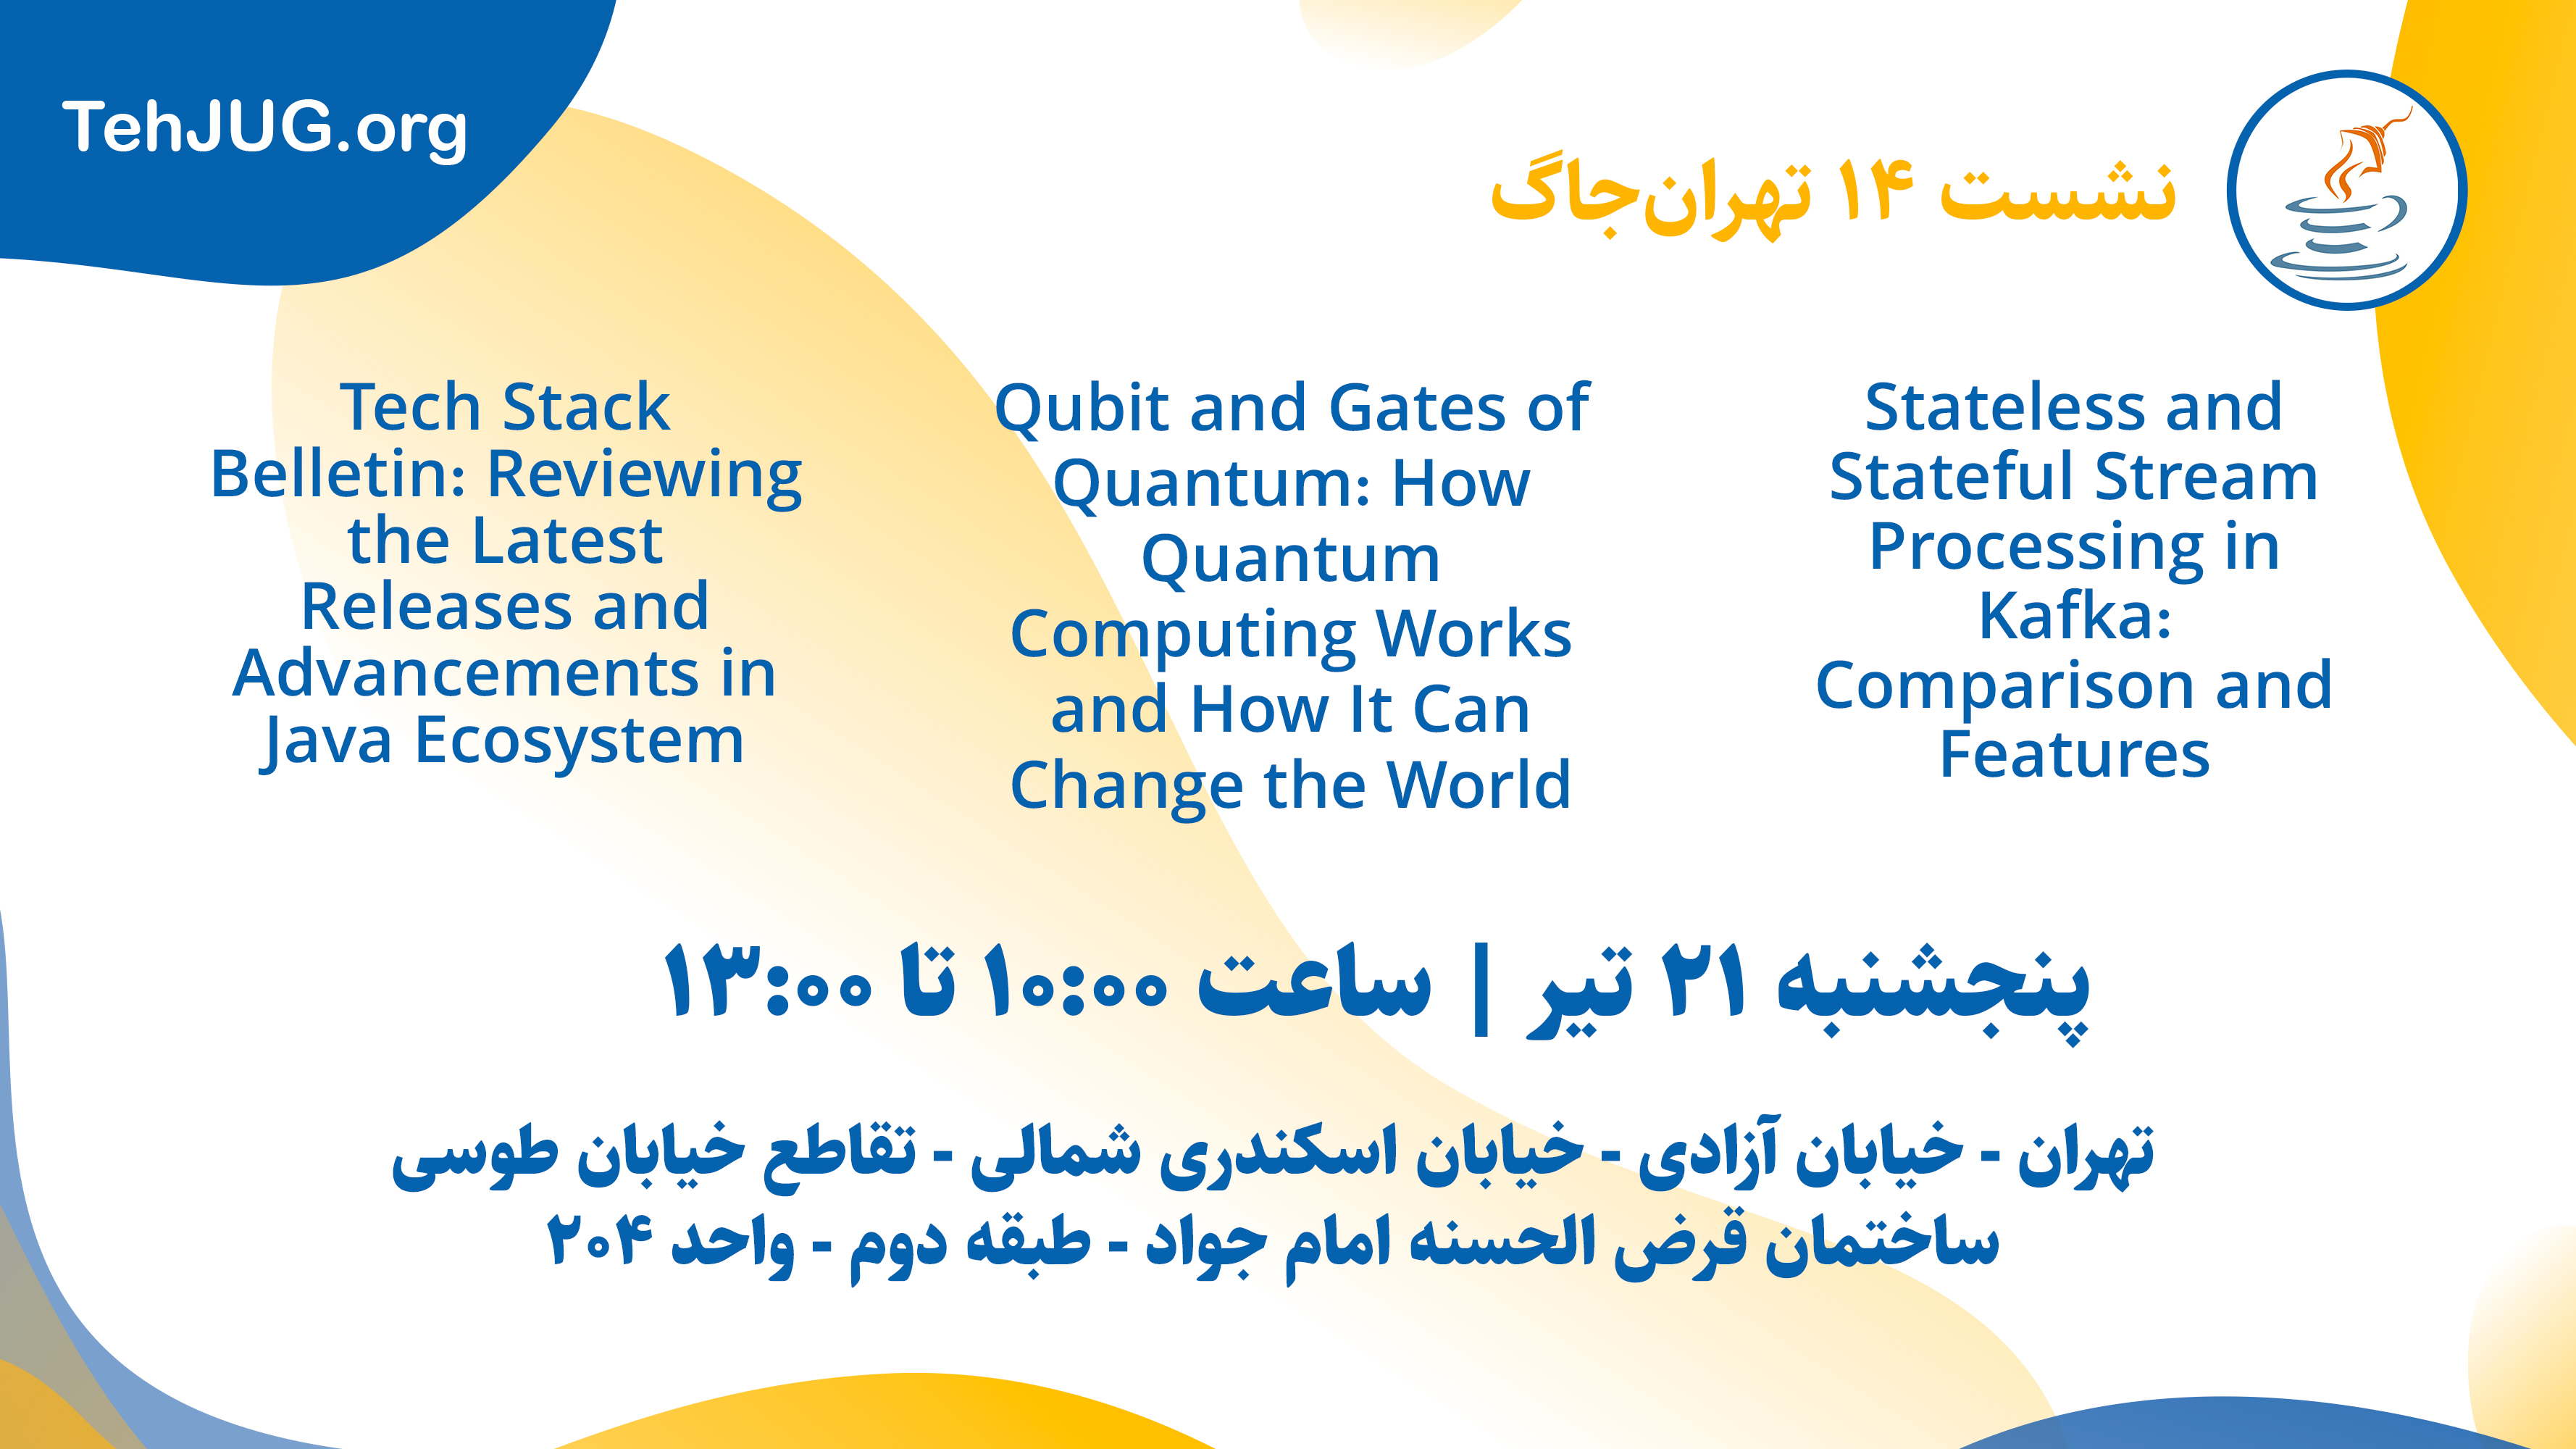 TehJUG.org
نشست ۱۴ تهران‌جاگ
Tech Stack
Belletin: Reviewing
the Latest
Releases and
Advancements in
Java Ecosystem
Qubit and Gates of
Quantum: How
Quantum
Computing Works
and How It Can
Change the World
Stateless and
Stateful Stream
Processing in
Kafka:
Comparison and
Features
پنجشنبه ۲۱ تیر | ساعت ۱۰:۰۰ تا ۱۳:۰۰
تهران - خیابان آزادی - خیابان اسکندری شمالی - تقاطع خیابان طوسی
ساختمان قرض الحسنه امام جواد - طبقه دوم - واحد ۲۰۴